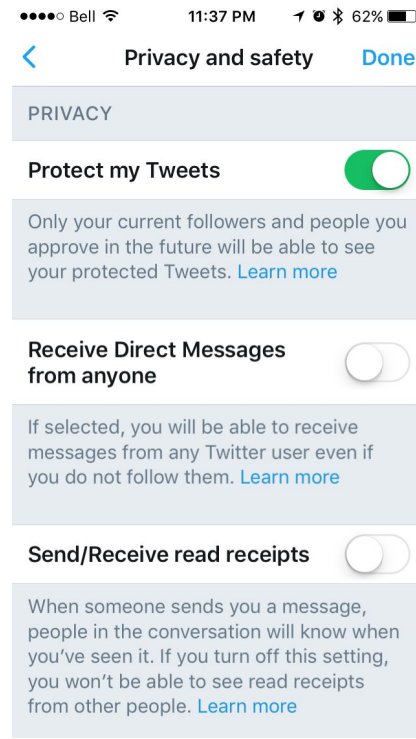 Bell 11:37 PM 62%
Privacy and safety Done
PRIVACY
Protect my Tweets
Only your current followers and people you
approve in the future will be able to see
your protected Tweets. Learn more
Receive Direct Messages
from anyone
If selected, you will be able to receive
messages from any Twitter user even if
you do not follow them. Learn more
Send/Receive read receipts
When someone sends you a message,
people in the conversation will know when
you’ve seen it. If you turn off this setting,
you won’t be able to see read receipts
from other people. Learn more